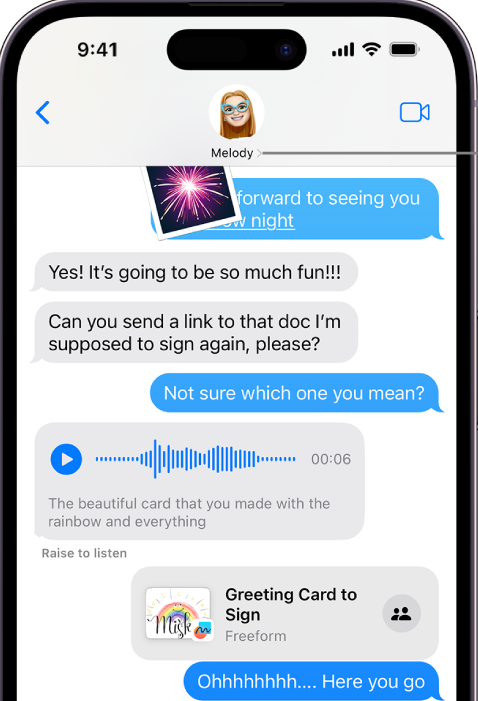 9:41
Melody
forward to seeing you
night
Yes! It's going to be so much fun!!!
Can you send a link to that doc I'm
supposed to sign again, please?
Not sure which one you mean?
00:06
The beautiful card that you made with the
rainbow and everything
Raise to listen
Greeting Card to
Sign
Freeform
Ohhhhhhhh.... Here you go